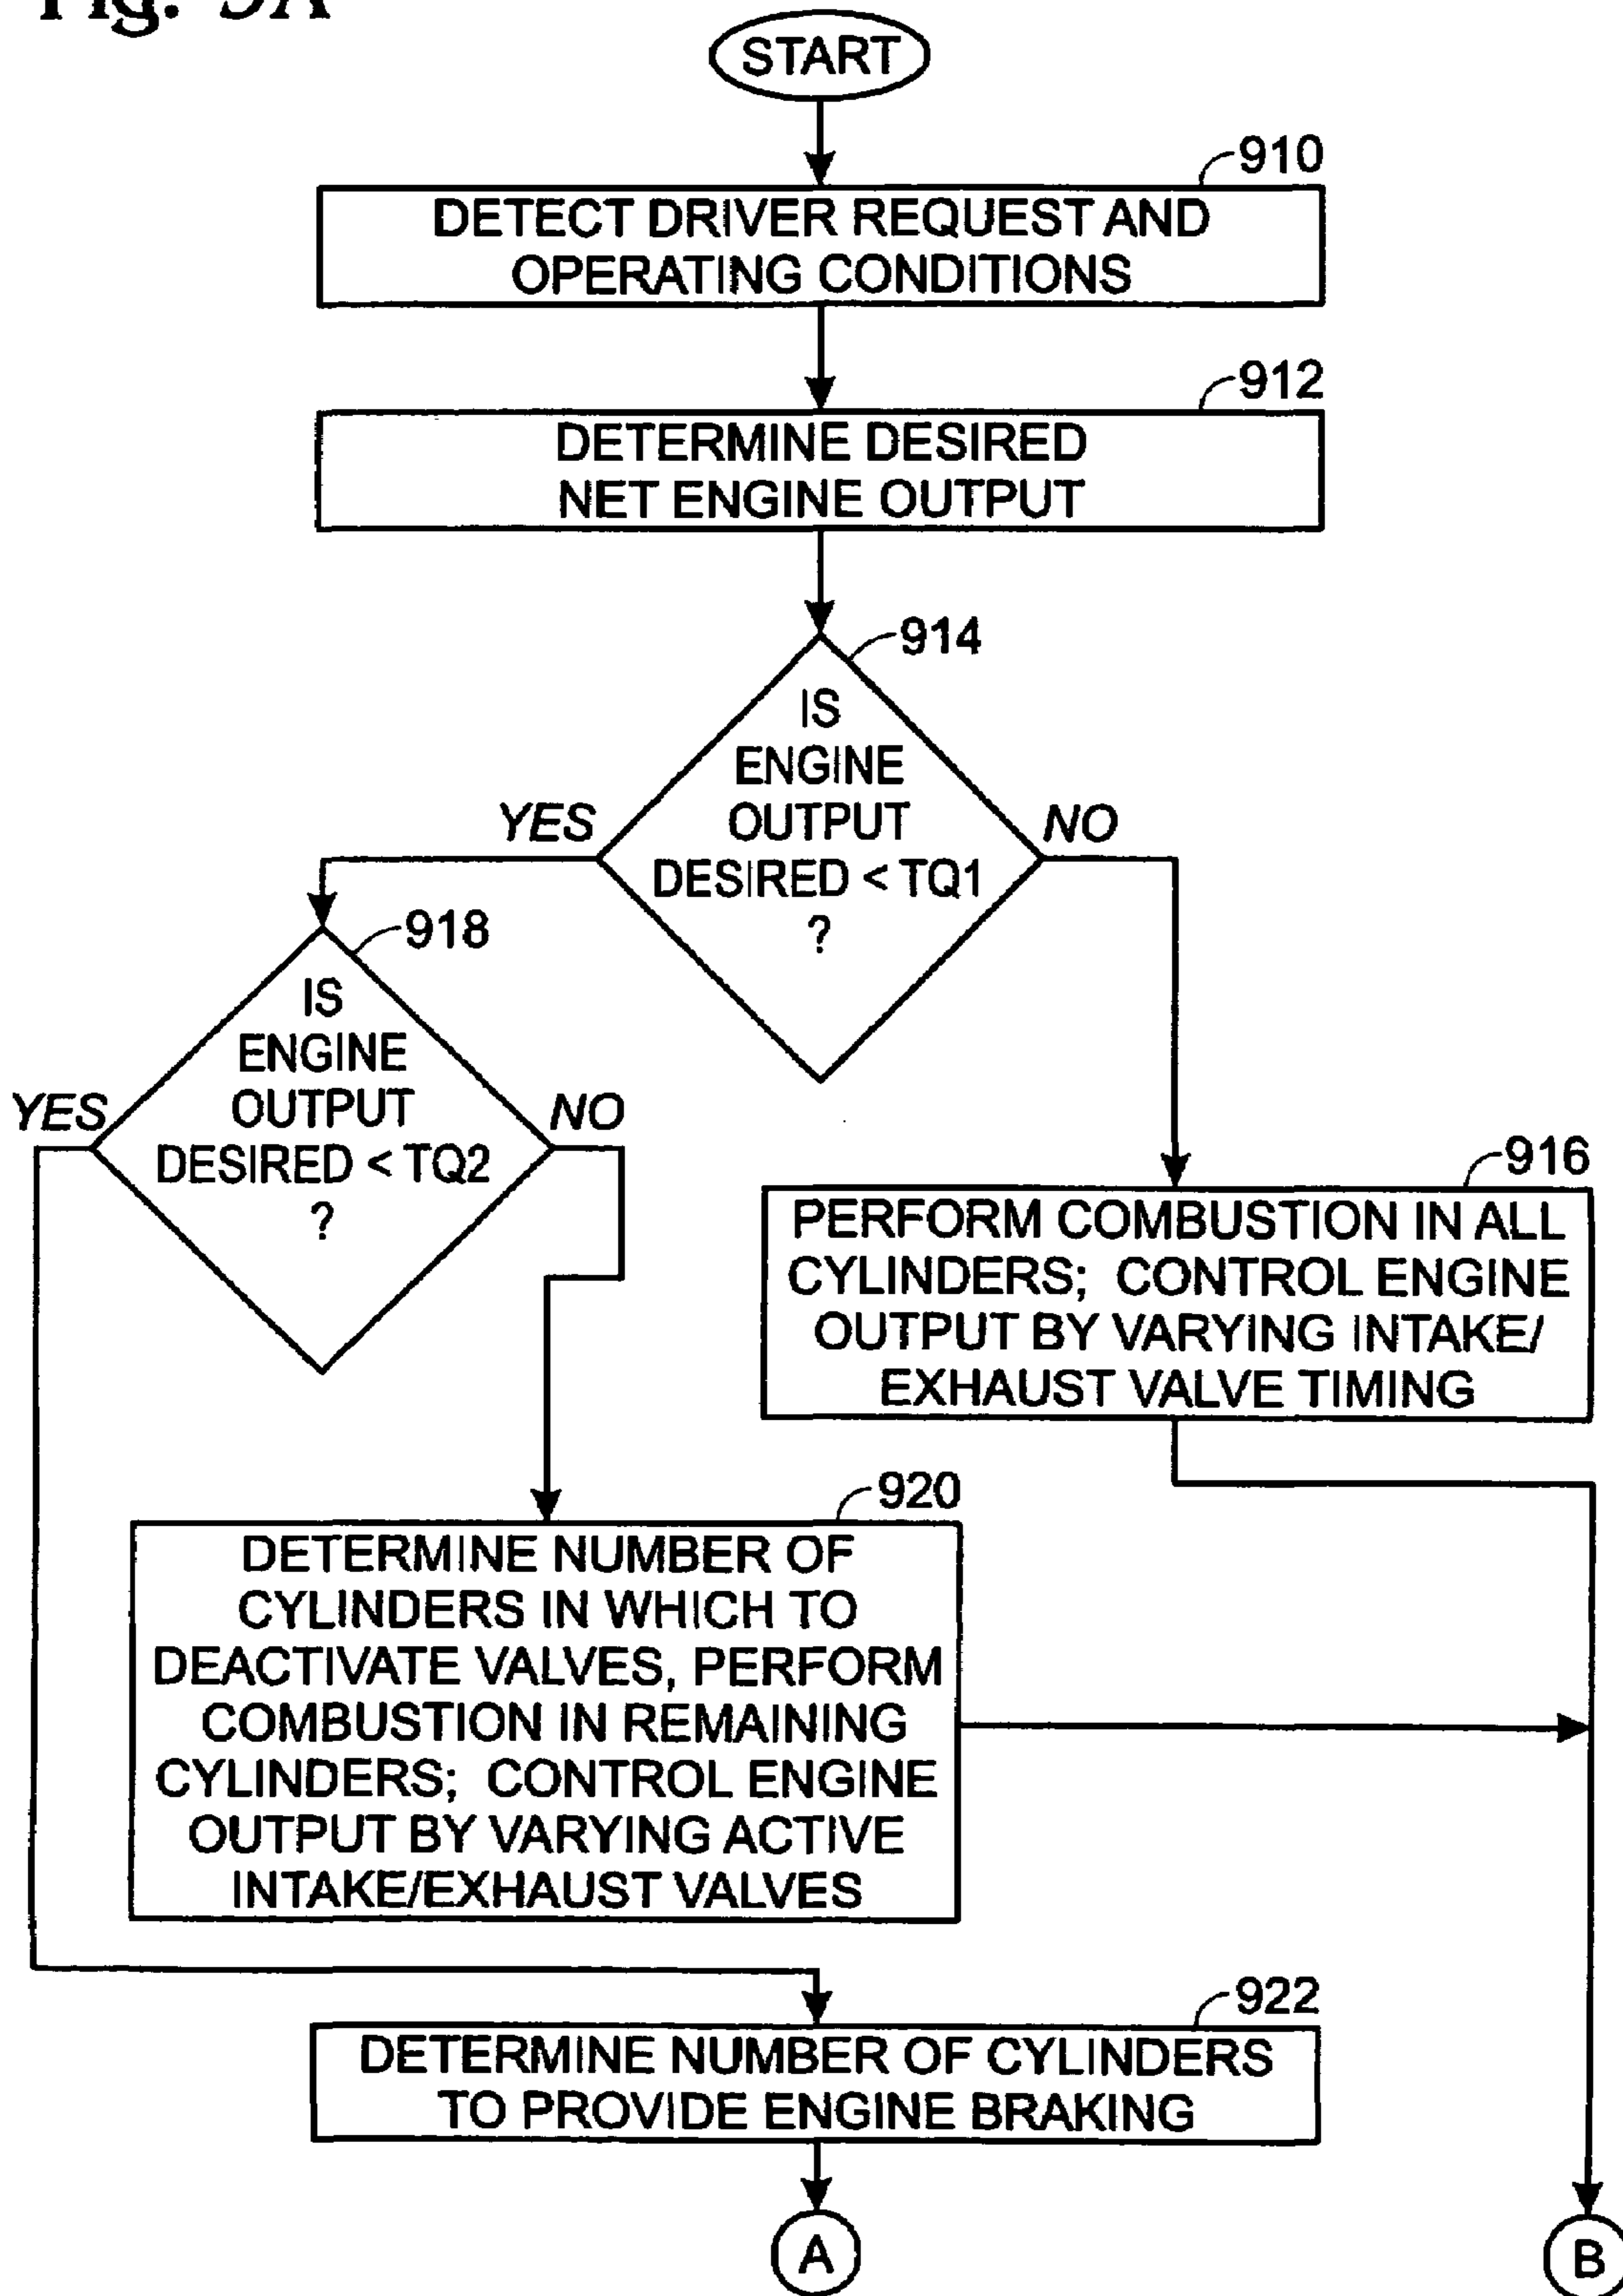 Fig. 9A
START
910
DETECT DRIVER REQUEST AND
OPERATING CONDITIONS
912
DETERMINE DESIRED
NET ENGINE OUTPUT
914
IS
ENGINE
OUTPUT
DESIRED < TQ1
?
YES
NO
918
IS
ENGINE
OUTPUT
DESIRED < TQ2
?
YES
NO
916
PERFORM COMBUSTION IN ALL
CYLINDERS; CONTROL ENGINE
OUTPUT BY VARYING INTAKE/
EXHAUST VALVE TIMING
920
DETERMINE NUMBER OF
CYLINDERS IN WHICH TO
DEACTIVATE VALVES, PERFORM
COMBUSTION IN REMAINING
CYLINDERS; CONTROL ENGINE
OUTPUT BY VARYING ACTIVE
INTAKE/EXHAUST VALVES
922
DETERMINE NUMBER OF CYLINDERS
TO PROVIDE ENGINE BRAKING
A
B